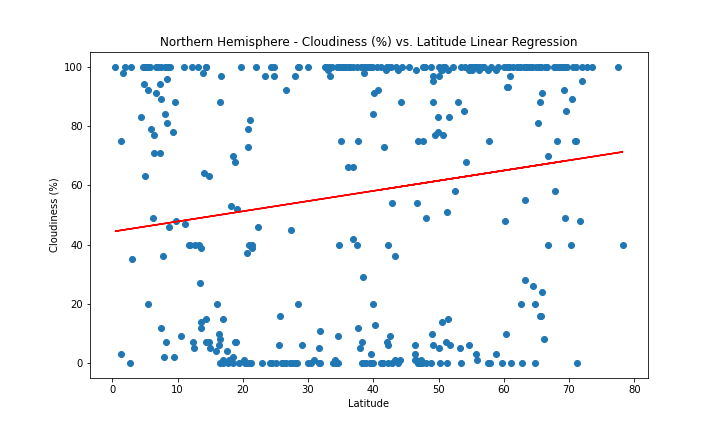 Northern Hemisphere - Cloudiness (%) vs. Latitude Linear Regression
100
80
60
40
20
0
Cloudiness (%)
0 10 20 30 40 50 60 70 80
Latitude